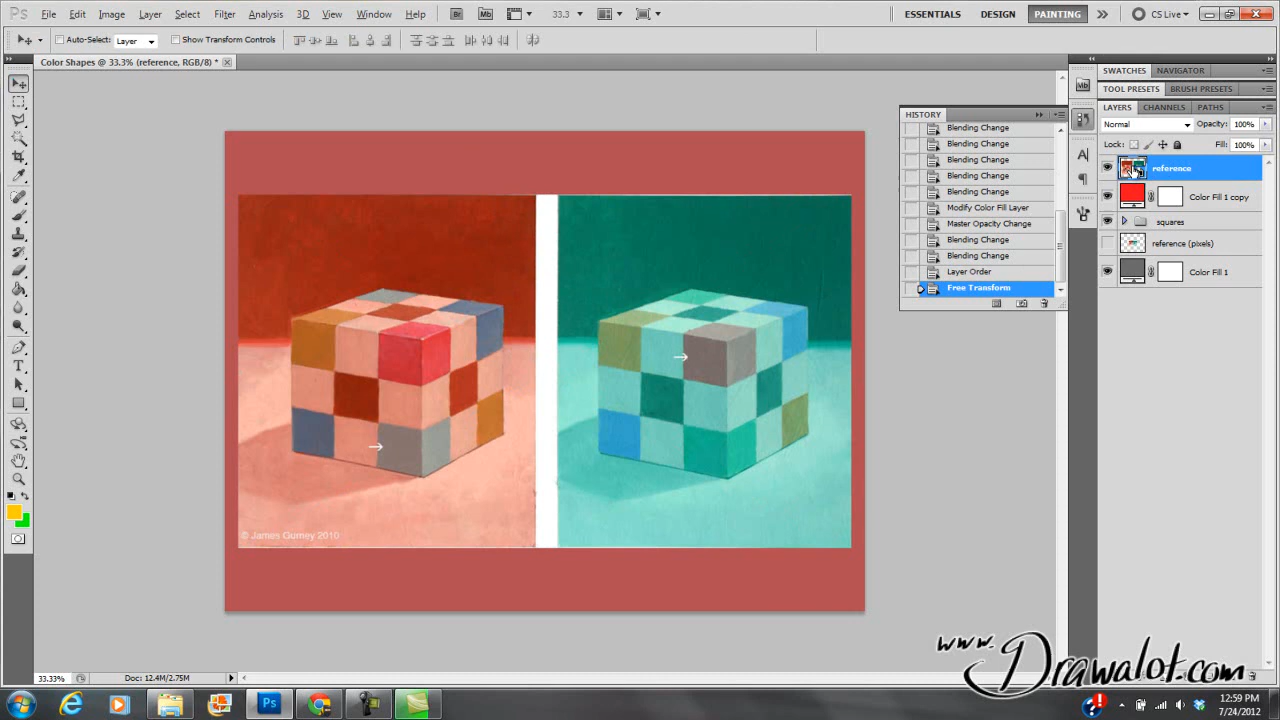 File Edit Image Layer Select Filter Analysis 3D View Window Help Br Mb 33.3 ESSENTIALS DESIGN PAINTING CS Live
Auto-Select: Layer Show Transform Controls
Color Shapes @ 33.3% (reference, RGB/8) *
SWATCHES NAVIGATOR
TOOL PRESETS BRUSH PRESETS
LAYERS CHANNELS PATHS
Normal Opacity: 100%
Lock: Fill: 100%
reference
Color Fill 1 copy
squares
reference (pixels)
Color Fill 1
HISTORY
Blending Change
Blending Change
Blending Change
Blending Change
Blending Change
Modify Color Fill Layer
Master Opacity Change
Blending Change
Blending Change
Layer Order
Free Transform
© James Gurney 2010
33.33% Doc: 12.4M/2.75M
www.Drawalot.com
Ps
12:59 PM
7/24/2012